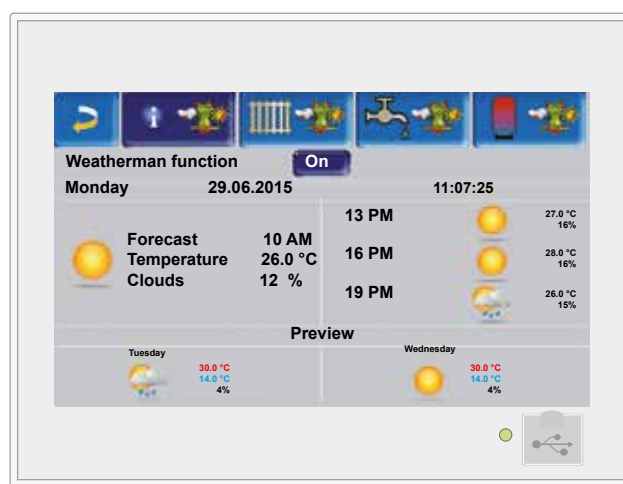 Weatherman function On
Monday 29.06.2015 11:07:25
Forecast 10 AM
Temperature 26.0 °C
Clouds 12 %
13 PM 27.0 °C
16%
16 PM 28.0 °C
16%
19 PM 26.0 °C
15%
Preview
Tuesday
30.0 °C
14.0 °C
4%
Wednesday
30.0 °C
14.0 °C
4%